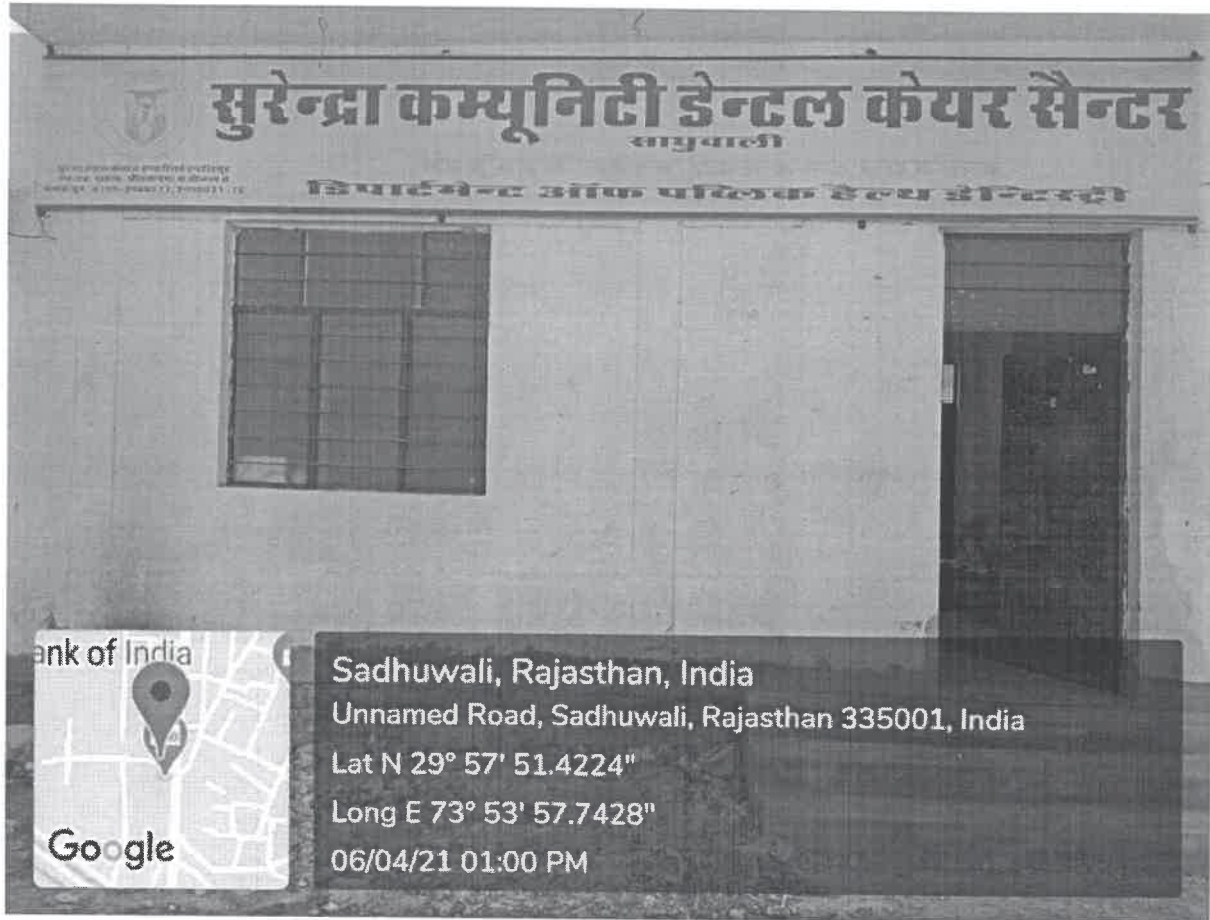 सुरेन्द्रा कम्यूनिटी डेन्टल केयर सैन्टर
साधुवाली
डिपार्टमेन्ट ऑफ पब्लिक हैल्थ डेन्टिस्ट्री
ank of India
Google
Sadhuwali, Rajasthan, India
Unnamed Road, Sadhuwali, Rajasthan 335001, India
Lat N 29° 57' 51.4224"
Long E 73° 53' 57.7428"
06/04/21 01:00 PM